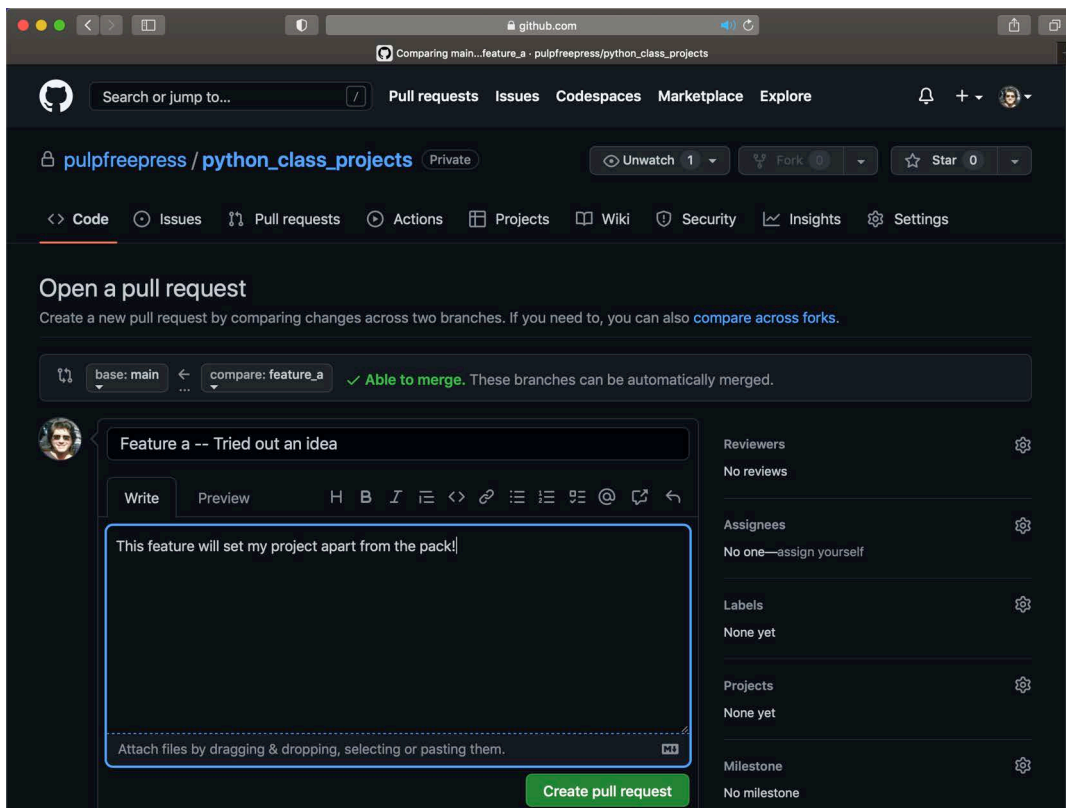 github.com
Comparing main...feature_a · pulpfreepress/python_class_projects
Search or jump to... / Pull requests Issues Codespaces Marketplace Explore
pulpfreepress / python_class_projects Private Unwatch 1 Fork 0 Star 0
<> Code Issues Pull requests Actions Projects Wiki Security Insights Settings
Open a pull request
Create a new pull request by comparing changes across two branches. If you need to, you can also compare across forks.
base: main ← compare: feature_a ✓ Able to merge. These branches can be automatically merged.
...
Feature a -- Tried out an idea
Reviewers
No reviews
Write Preview H B I <> @
This feature will set my project apart from the pack!
Assignees
No one—assign yourself
Labels
None yet
Projects
None yet
Attach files by dragging & dropping, selecting or pasting them.
Milestone
No milestone
Create pull request